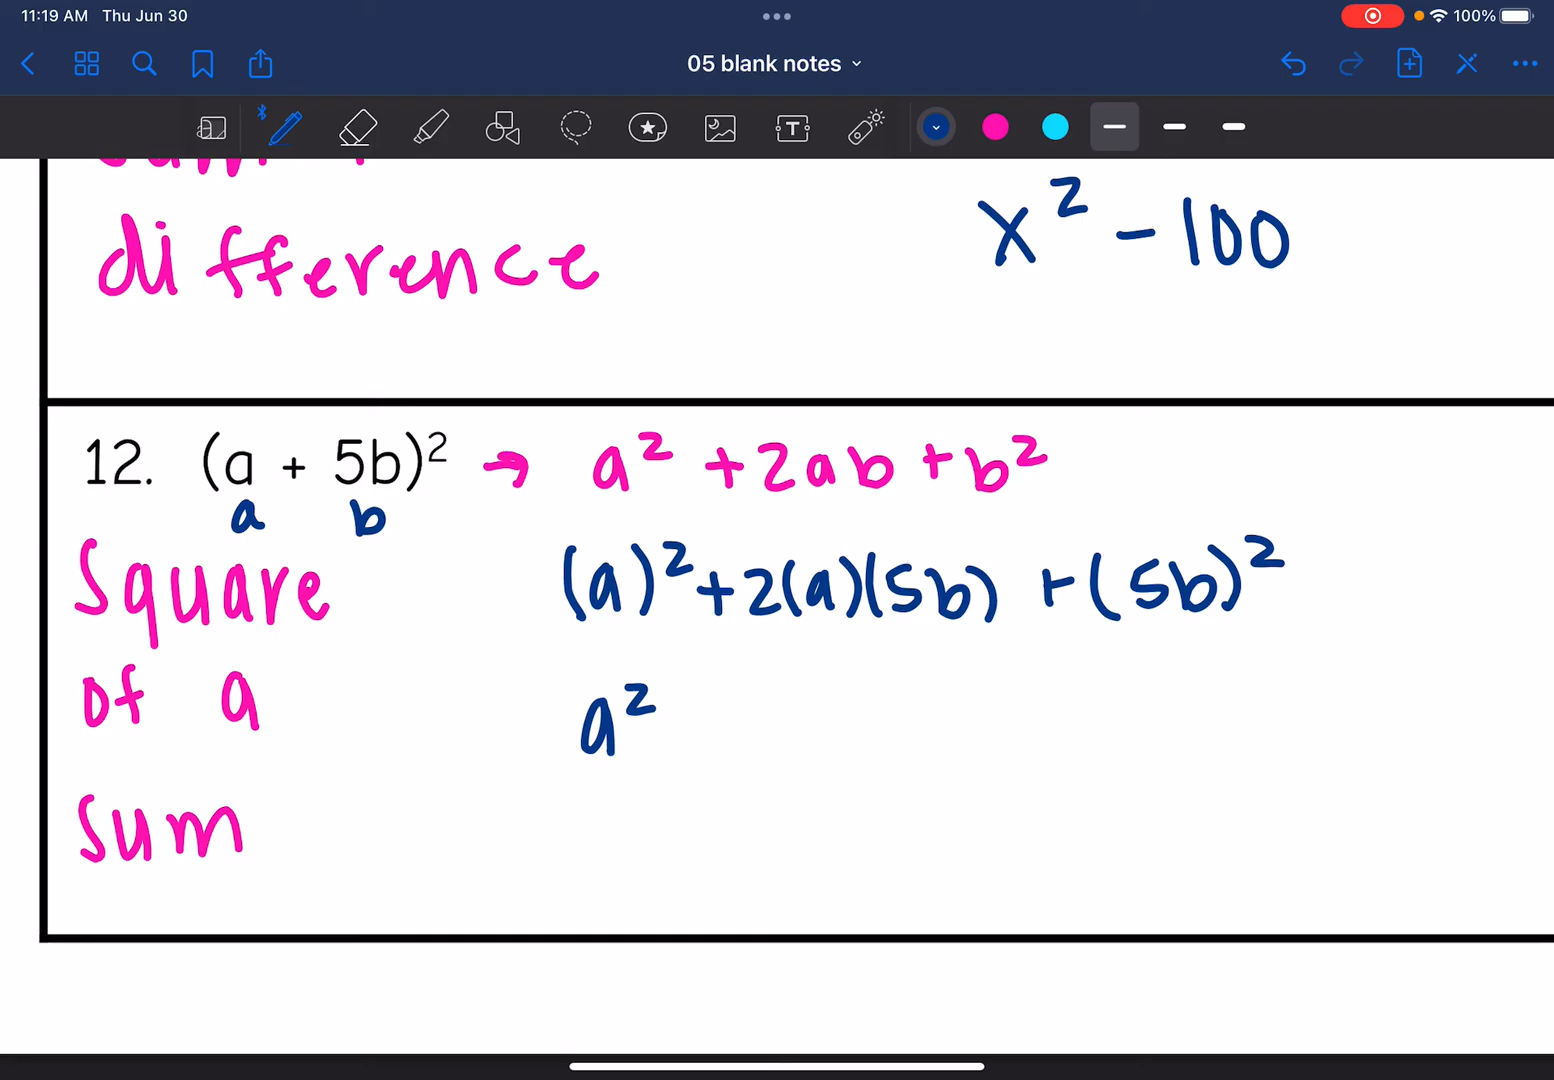 11:19 AM Thu Jun 30
100%
05 blank notes
difference
x² - 100
12. (a + 5b)² → a² + 2ab + b²
a b
Square
(a)² + 2(a)(5b) + (5b)²
of a
a²
sum